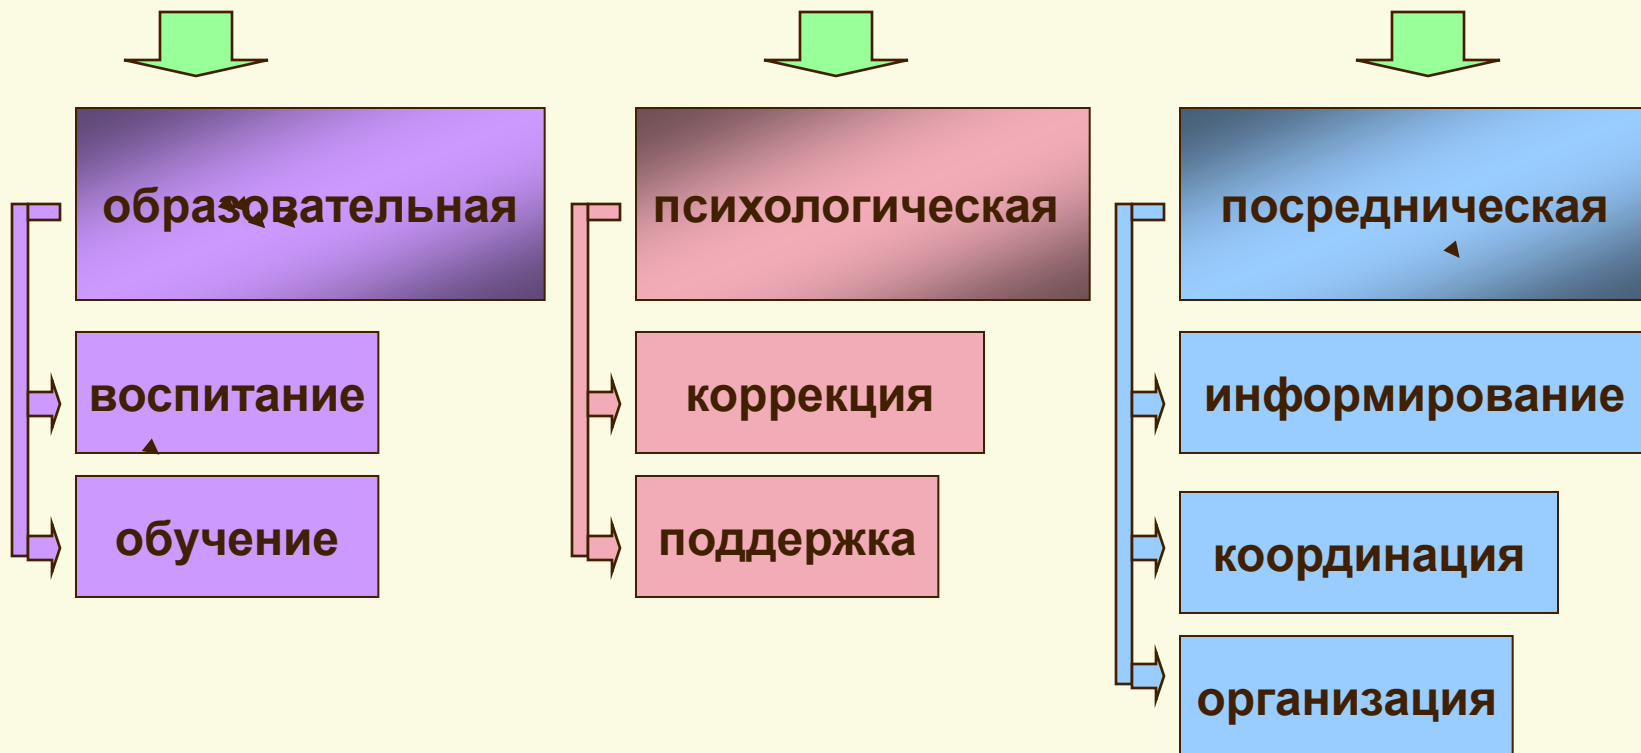 образовательная
воспитание
обучение
психологическая
коррекция
поддержка
посредническая
информирование
координация
организация